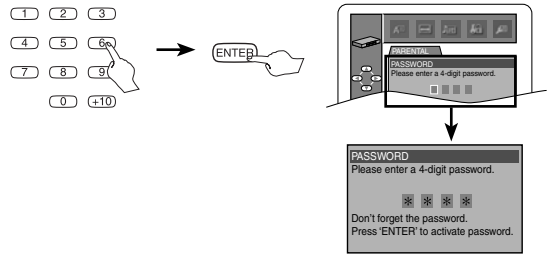 1 2 3
4 5 6
7 8 9
0 +10
ENTER
PARENTAL
PASSWORD
Please enter a 4-digit password.
PASSWORD
Please enter a 4-digit password.
* * * *
Don't forget the password.
Press 'ENTER' to activate password.